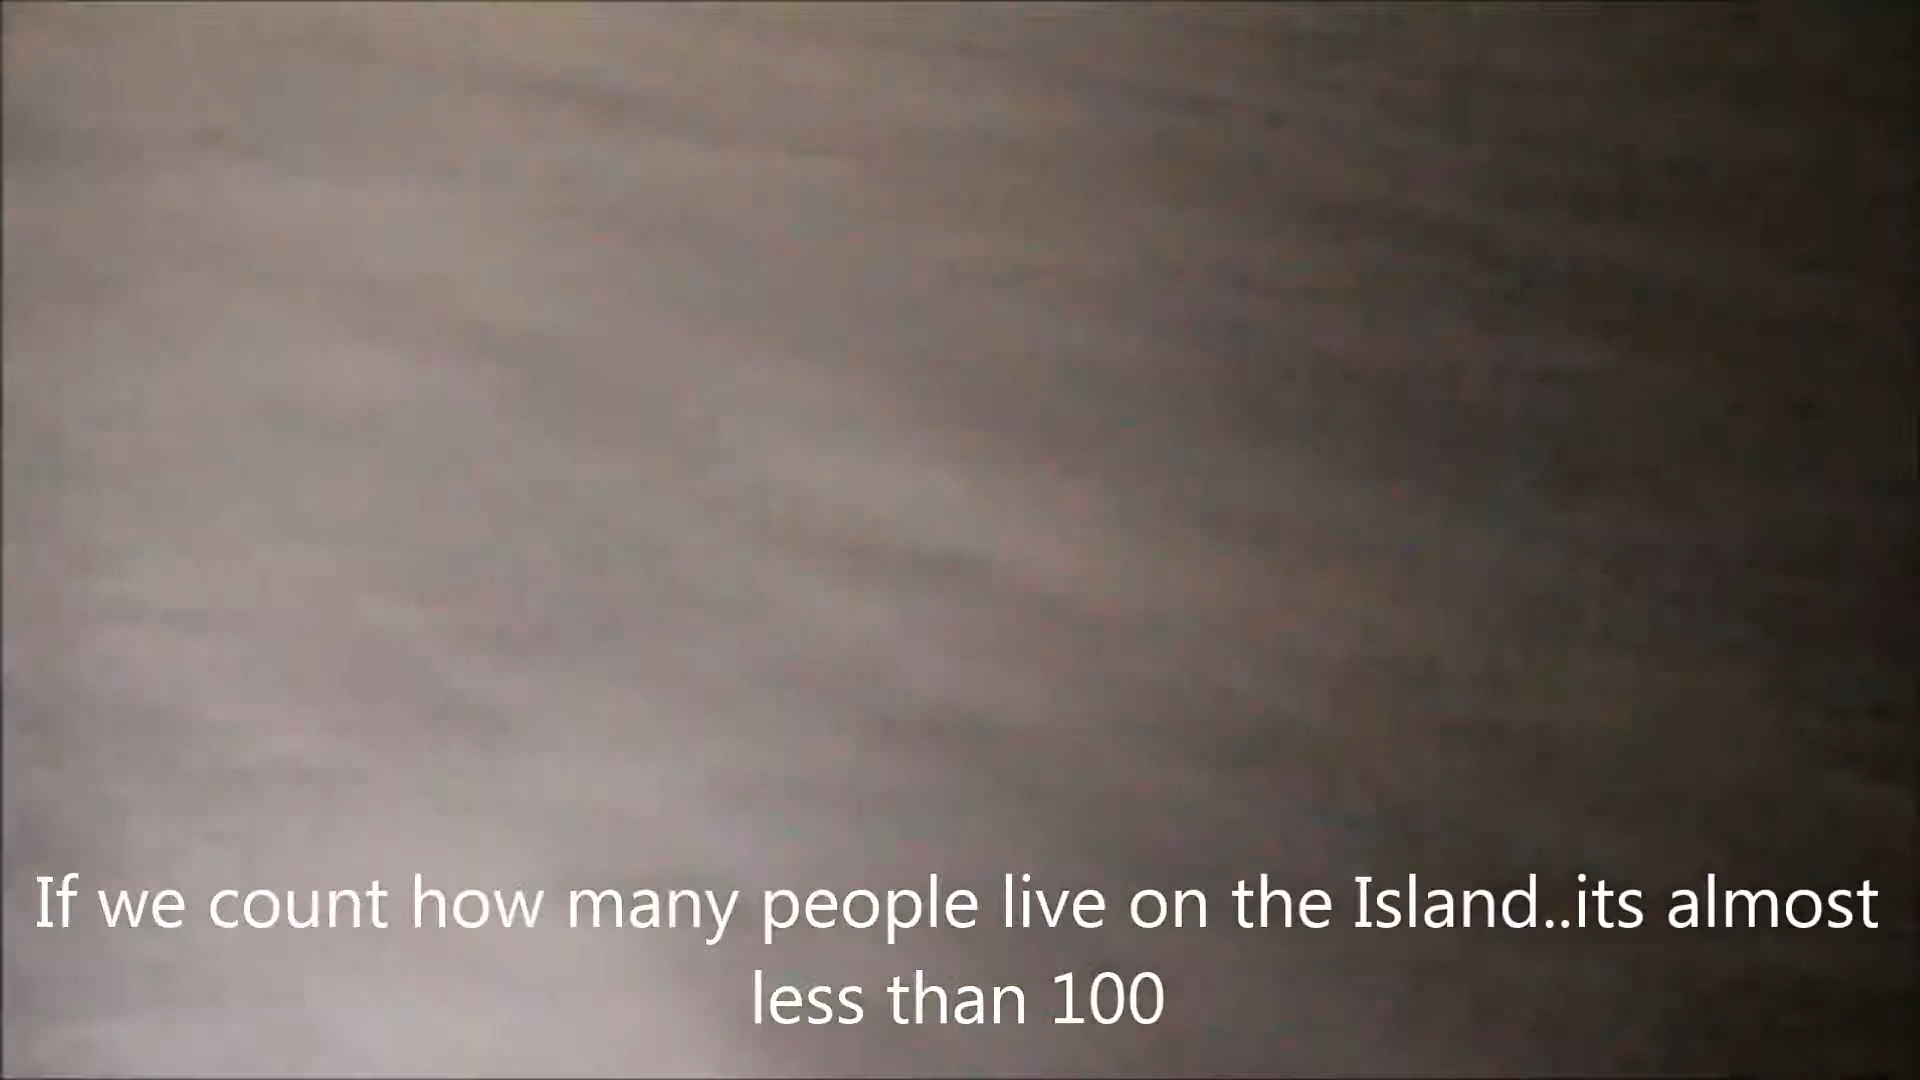 If we count how many people live on the Island..its almost
less than 100